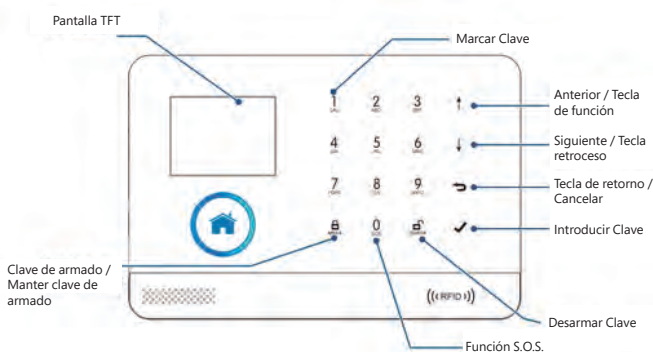 Pantalla TFT
Marcar Clave
Anterior / Tecla
de función
Siguiente / Tecla
retroceso
Tecla de retorno /
Cancelar
Introducir Clave
Clave de armado /
Manter clave de
armado
Desarmar Clave
Función S.O.S.
1 2 3
4 5 6
7 8 9
0
((( RFID )))